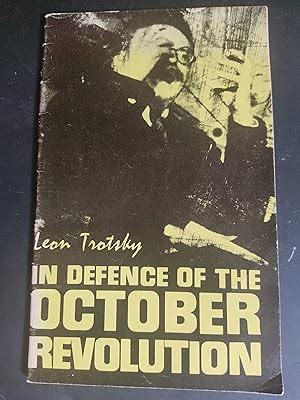 Leon Trotsky
IN DEFENCE OF THE
OCTOBER
REVOLUTION